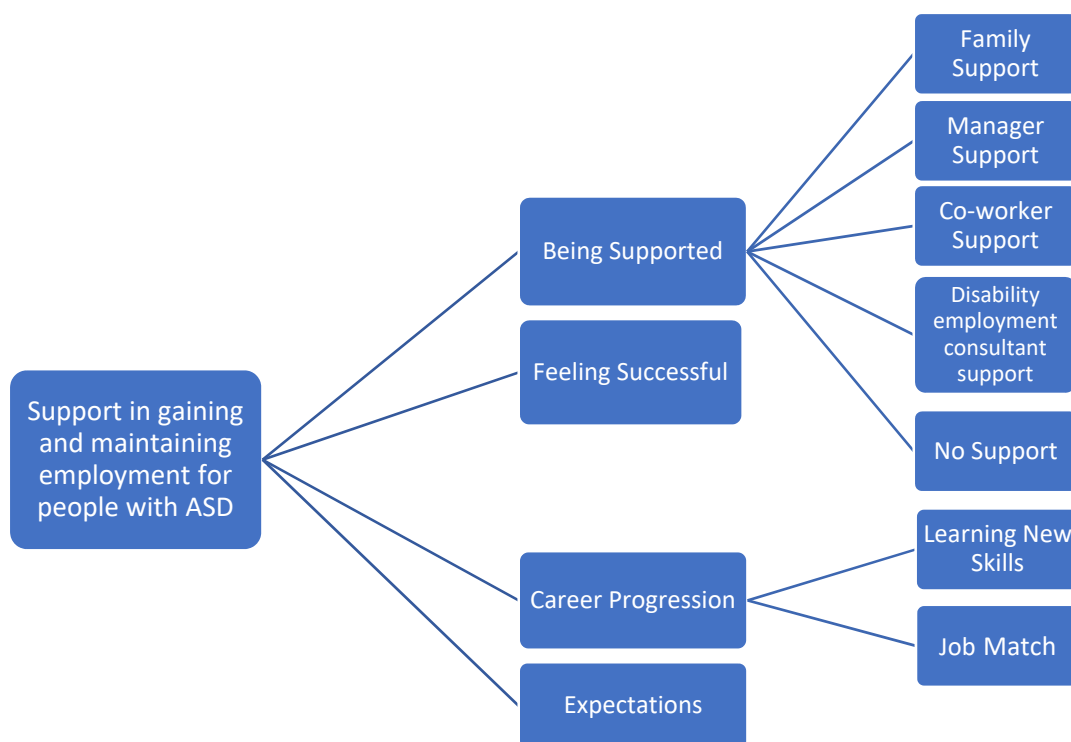 Support in gaining
and maintaining
employment for
people with ASD
Being Supported
Family
Support
Manager
Support
Co-worker
Support
Disability
employment
consultant
support
No Support
Feeling Successful
Career Progression
Learning New
Skills
Job Match
Expectations